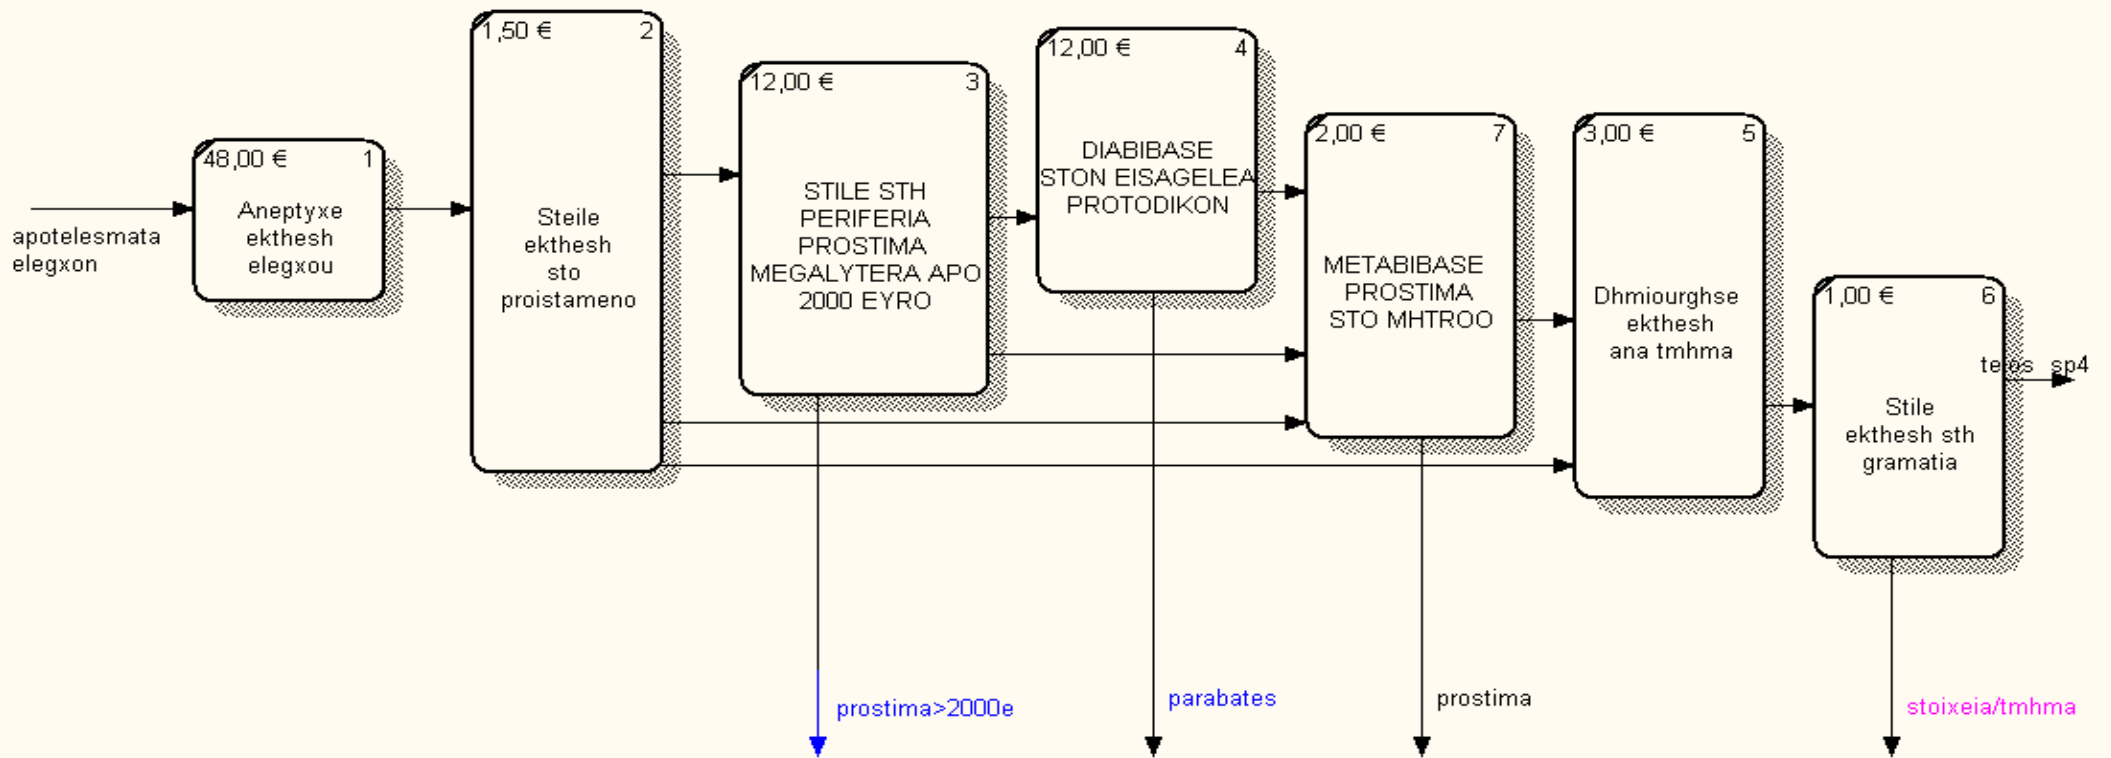 apotelesmata
elegxon
48,00 € 1
Aneptyxe
ekthesh
elegxou
1,50 € 2
Steile
ekthesh
sto
proistameno
12,00 € 3
STILE STH
PERIFERIA
PROSTIMA
MEGALYTERA APO
2000 EYRO
12,00 € 4
DIABIBASE
STON EISAGELEA
PROTODIKON
2,00 € 7
METABIBASE
PROSTIMA
STO MHTROO
3,00 € 5
Dhmiourghse
ekthesh
ana tmhma
1,00 € 6
Stile
ekthesh sth
gramatia
telos sp4
prostima>2000e
parabates
prostima
stoixeia/tmhma